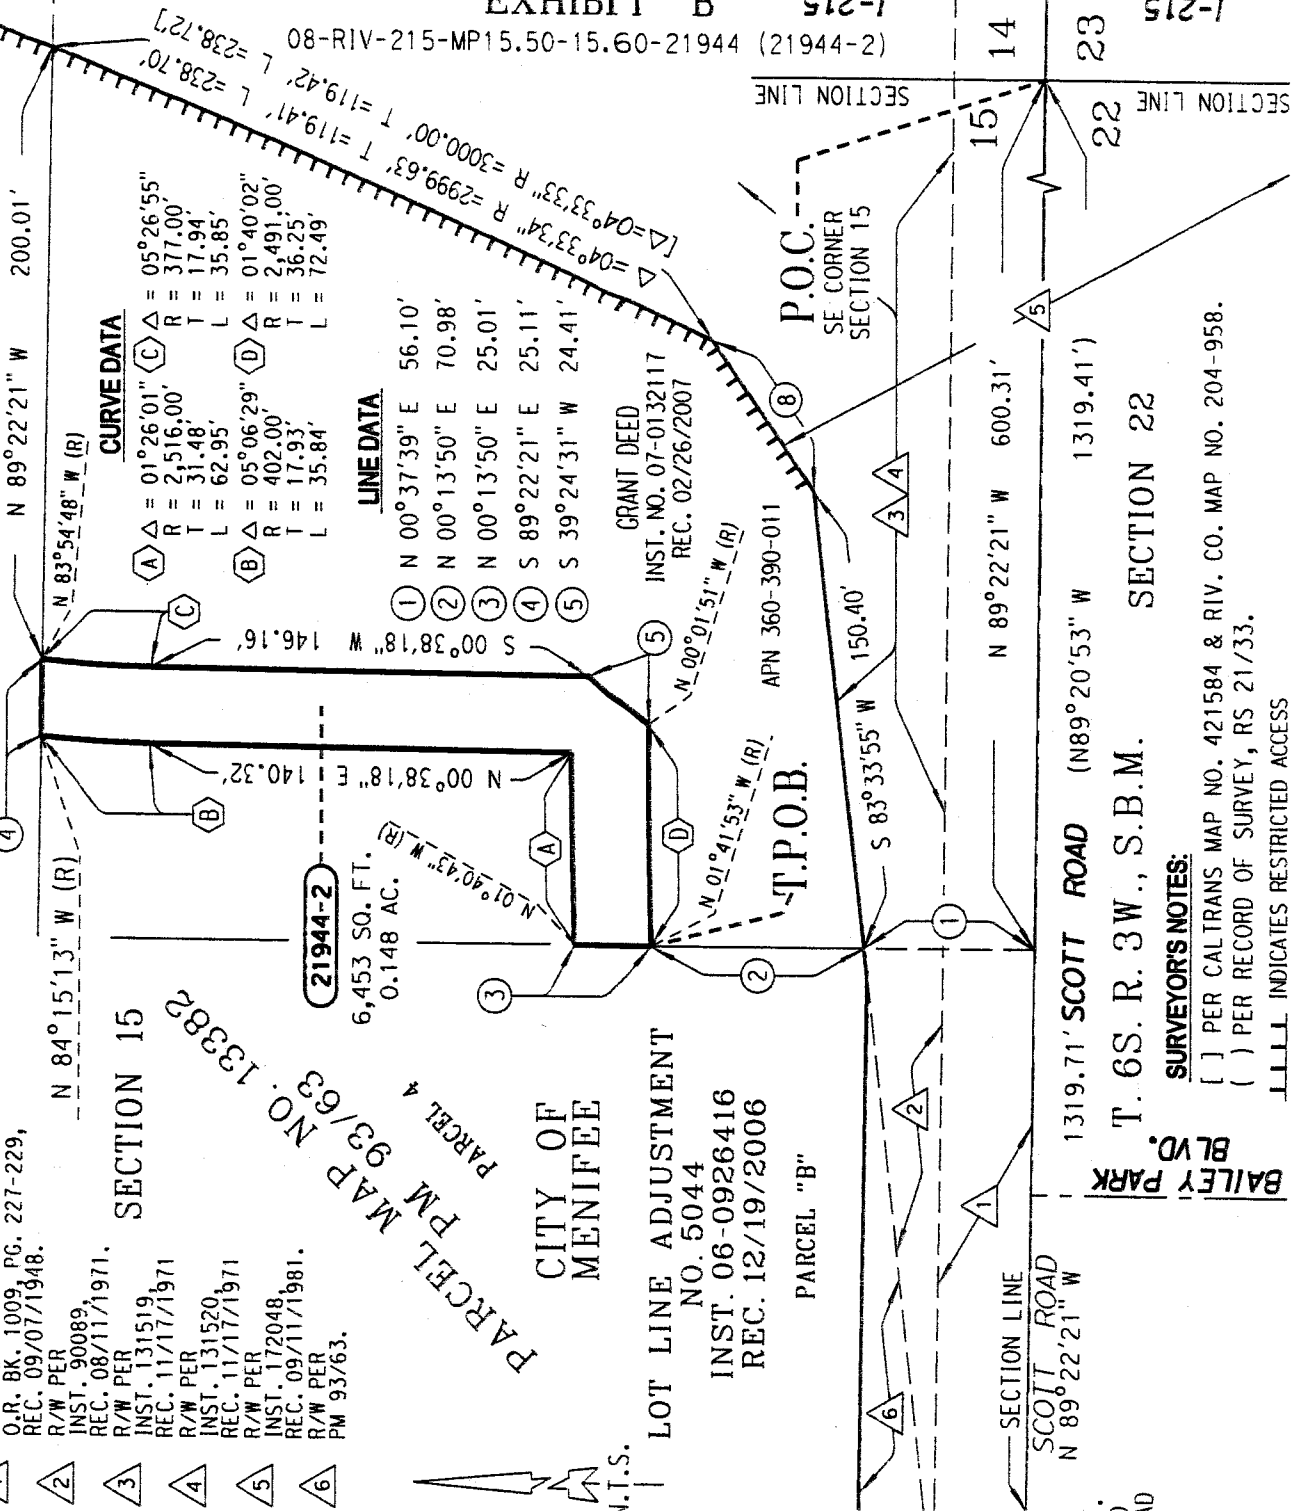 EXHIBIT "B"
08-RIV-215-MP15.50-15.60-21944 (21944-2)
I-215
I-215
SECTION LINE
SECTION LINE
14
23
15
22
N 89°22'21" W 200.01'
L =238.72']
L =238.70'
T =119.42'
T =119.41'
R =3000.00'
R =2999.63'
[Δ=04°33'33"
Δ =04°33'34"
P.O.C.
SE CORNER
SECTION 15
CURVE DATA
A Δ = 01°26'01"
R = 2,516.00'
T = 31.48'
L = 62.95'
B Δ = 05°06'29"
R = 402.00'
T = 17.93'
L = 35.84'
C Δ = 05°26'55"
R = 377.00'
T = 17.94'
L = 35.85'
D Δ = 01°40'02"
R = 2,491.00'
T = 36.25'
L = 72.49'
LINE DATA
1 N 00°37'39" E 56.10'
2 N 00°13'50" E 70.98'
3 N 00°13'50" E 25.01'
4 S 89°22'21" E 25.11'
5 S 39°24'31" W 24.41'
GRANT DEED
INST. NO. 07-0132117
REC. 02/26/2007
APN 360-390-011
N 83°54'48" W (R)
N 84°15'13" W (R)
4
C
B
S 00°38'18" W 146.16'
N 00°38'18" E 140.32'
5
A
D
N 00°01'51" W (R)
N 01°41'53" W (R)
N 01°40'43" W (R)
T.P.O.B.
21944-2
6,453 SQ. FT.
0.148 AC.
3
2
1
8
150.40'
S 83°33'55" W
3
4
5
N 89°22'21" W 600.31'
1319.71' SCOTT ROAD (N89°20'53" W 1319.41')
T. 6S. R. 3W., S.B.M.
SECTION 22
SURVEYOR'S NOTES:
[ ] PER CALTRANS MAP NO. 421584 & RIV. CO. MAP NO. 204-958.
( ) PER RECORD OF SURVEY, RS 21/33.
INDICATES RESTRICTED ACCESS
BAILEY PARK
BLVD.
SECTION 15
PARCEL MAP NO. 13382
PM 93/63
PARCEL 4
CITY OF
MENIFEE
LOT LINE ADJUSTMENT
NO. 5044
INST. 06-0926416
REC. 12/19/2006
PARCEL "B"
O.R. BK. 1009, PG. 227-229,
REC. 09/07/1948.
2 R/W PER
INST. 90089,
REC. 08/11/1971.
3 R/W PER
INST. 131519,
REC. 11/17/1971
4 R/W PER
INST. 131520,
REC. 11/17/1971
5 R/W PER
INST. 172048,
REC. 09/11/1981.
6 R/W PER
PM 93/63.
N.T.S.
2
1
6
SECTION LINE
SCOTT ROAD
N 89°22'21" W